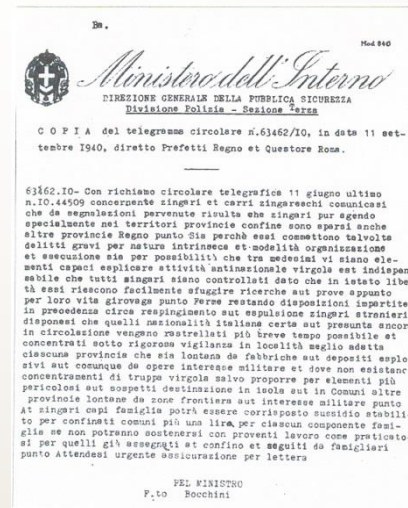 Bm.
Mod 840
Ministero dell'Interno
DIREZIONE GENERALE DELLA PUBBLICA SICUREZZA
Divisione Polizia - Sezione Terza
C O P I A del telegramma circolare n.63462/IO, in data 11 set-
tembre I940, diretto Prefetti Regno et Questore Roma.
63462.IO- Con richiamo circolare telegrafica 11 giugno ultimo
n.IO.44509 concernente zingari et carri zingareschi comunicasi
che da segnalazioni pervenute risulta che zingari pur agendo
specialmente nei territori provincie confine sono sparsi anche
altre provincie Regno punto Sia perchè essi commettono talvolta
delitti gravi per natura intrinseca et modalità organizzazione
et esecuzione sia per possibilità che tra medesimi vi siano ele-
menti capaci esplicare attività antinazionale virgola est indispen
sabile che tutti zingari siano controllati dato che in istato liber
tà essi riescono facilmente sfuggire ricerche aut prove appunto
per loro vita girovaga punto Ferme restando disposizioni impartite
in precedenza circa respingimento aut espulsione zingari stranieri
disponesi che quelli nazionalità italiana certa aut presunta ancora
in circolazione vengano rastrellati più breve tempo possibile et
concentrati sotto rigorosa vigilanza in località meglio adatte
ciascuna provincia che sia lontana da fabbriche aut depositi esplo
sivi aut comunque da opere interesse militare et dove non esistano
concentramenti di truppa virgola salvo proporre per elementi più
pericolosi aut sospetti destinazione in isola aut in Comuni altre
provincie lontane da zone frontiera aut interesse militare punto
At zingari capi famiglia potrà essere corrisposto sussidio stabili
to per confinati comuni più una lira per ciascun componente fami-
glia se non potranno sostenersi con proventi lavoro come praticato
si per quelli già assegnati at confino et seguiti da famigliari
punto Attendesi urgente assicurazione per lettera
PEL MINISTRO
F.to Bocchini